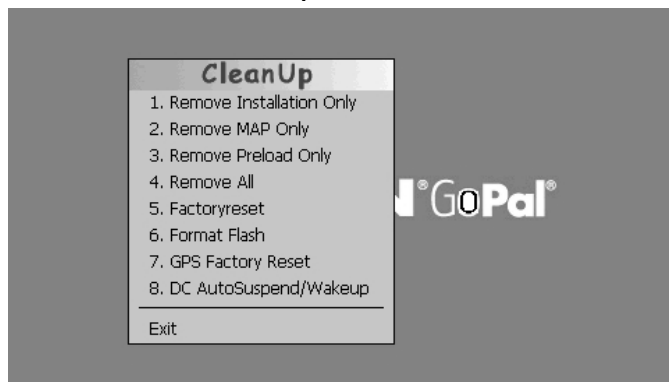 CleanUp
1. Remove Installation Only
2. Remove MAP Only
3. Remove Preload Only
4. Remove All
5. Factoryreset
6. Format Flash
7. GPS Factory Reset
8. DC AutoSuspend/Wakeup
Exit
N®GoPal®